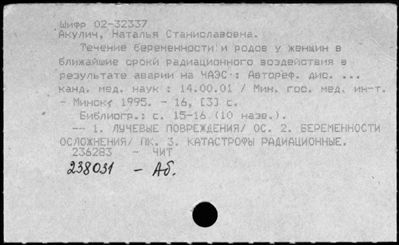 Шифр 02-32337
Акулич, Наталья Станиславовна.
Течение беременности и родов у женщин в
ближайшие сроки радиационного воздействия в
результате аварии на ЧАЭС : Автореф. дис. ...
канд. мед. наук : 14.00.01 / Мин. гос. мед. ин-т.
- Минск, 1995. - 16, [3] с.
Библиогр.: с. 15-16 (10 назв.).
-- 1. ЛУЧЕВЫЕ ПОВРЕЖДЕНИЯ/ ОС. 2. БЕРЕМЕННОСТИ
ОСЛОЖНЕНИЯ/ ПК. 3. КАТАСТРОФЫ РАДИАЦИОННЫЕ.
236283 - ЧИТ
238031 - Аб.